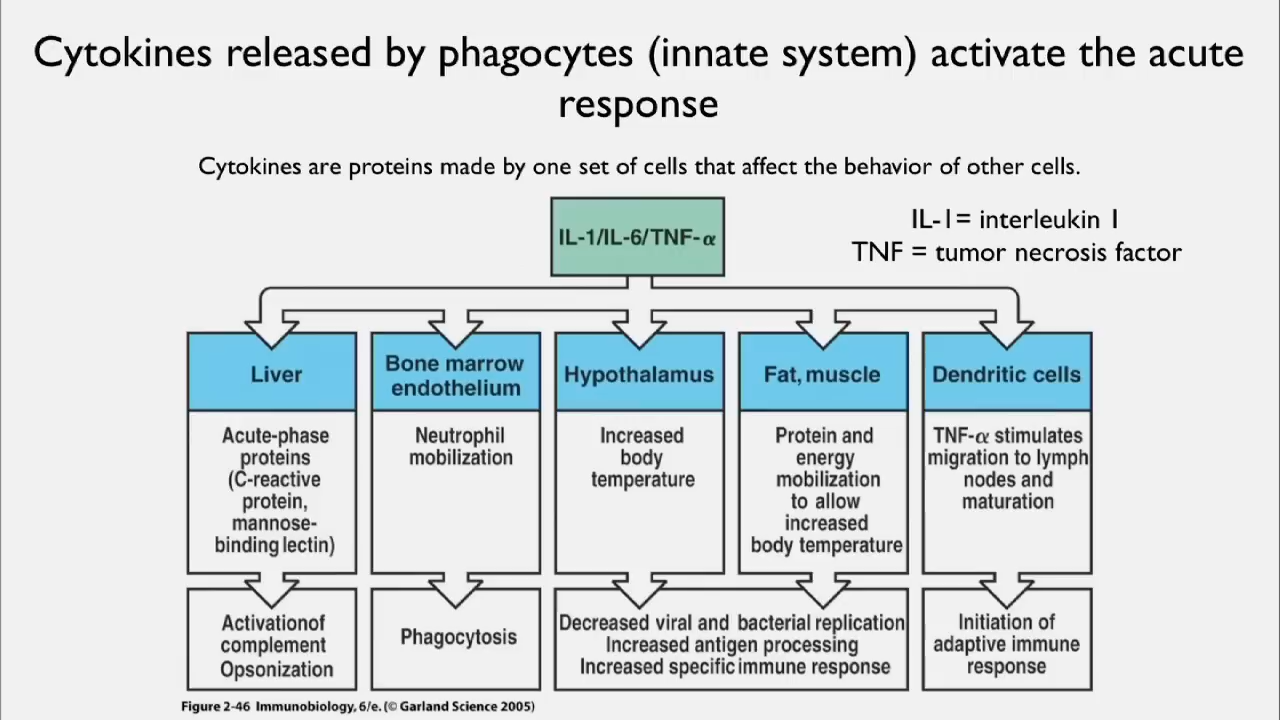 Cytokines released by phagocytes (innate system) activate the acute
response
Cytokines are proteins made by one set of cells that affect the behavior of other cells.
IL-1/IL-6/TNF-α
IL-1= interleukin 1
TNF = tumor necrosis factor
Liver
Acute-phase
proteins
(C-reactive
protein,
mannose-
binding lectin)
Activationof
complement
Opsonization
Bone marrow
endothelium
Neutrophil
mobilization
Phagocytosis
Hypothalamus
Increased
body
temperature
Fat, muscle
Protein and
energy
mobilization
to allow
increased
body temperature
Decreased viral and bacterial replication
Increased antigen processing
Increased specific immune response
Dendritic cells
TNF-α stimulates
migration to lymph
nodes and
maturation
Initiation of
adaptive immune
response
Figure 2-46 Immunobiology, 6/e. (© Garland Science 2005)